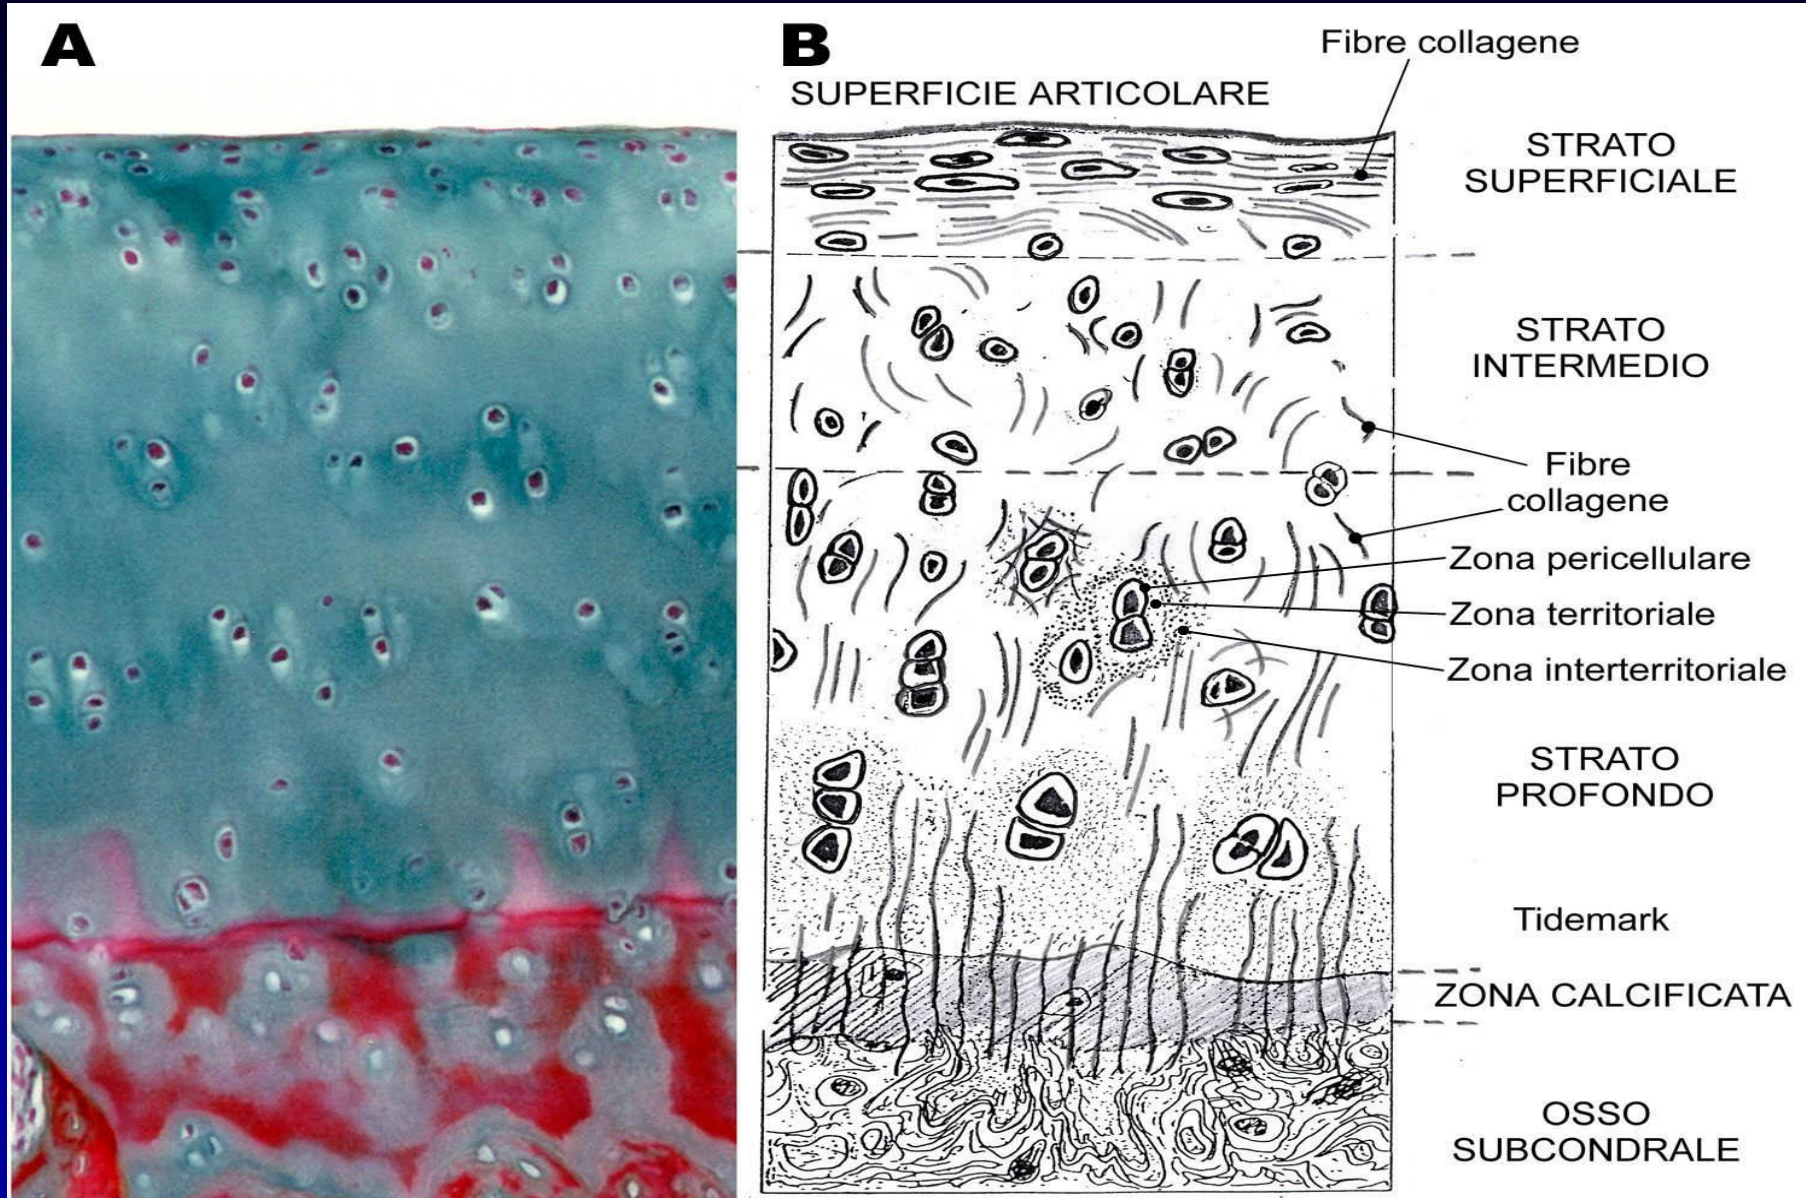 A
B
Fibre collagene
SUPERFICIE ARTICOLARE
STRATO
SUPERFICIALE
STRATO
INTERMEDIO
Fibre
collagene
Zona pericellulare
Zona territoriale
Zona interterritoriale
STRATO
PROFONDO
Tidemark
ZONA CALCIFICATA
OSSO
SUBCONDRALE